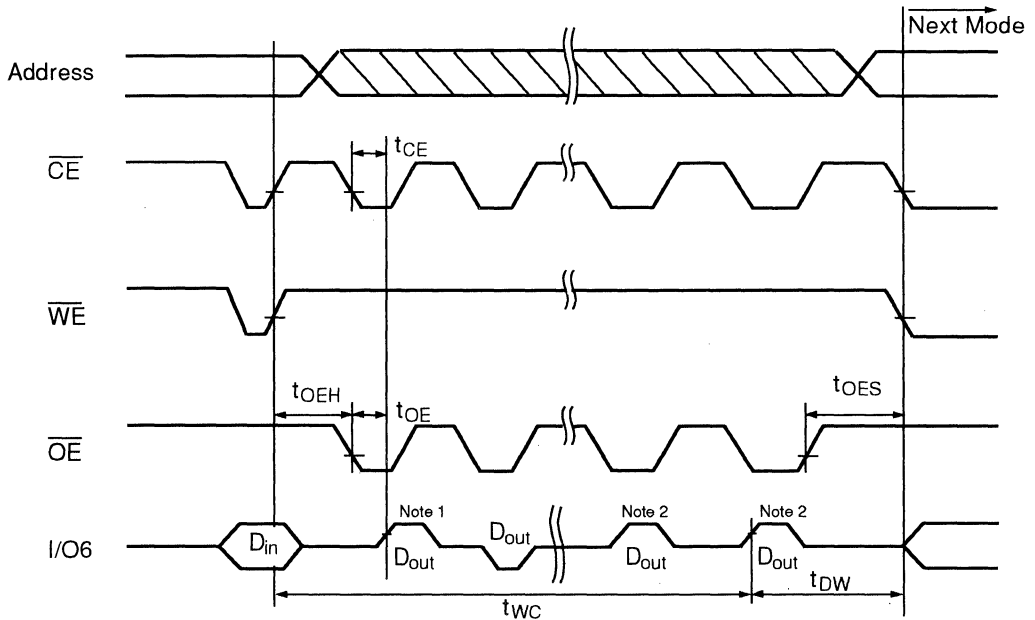 Next Mode
Address
CE
tCE
WE
tOEH
tOE
tOES
OE
I/O6
Din
Note 1
Dout
Dout
Note 2
Dout
Note 2
Dout
tDW
tWC